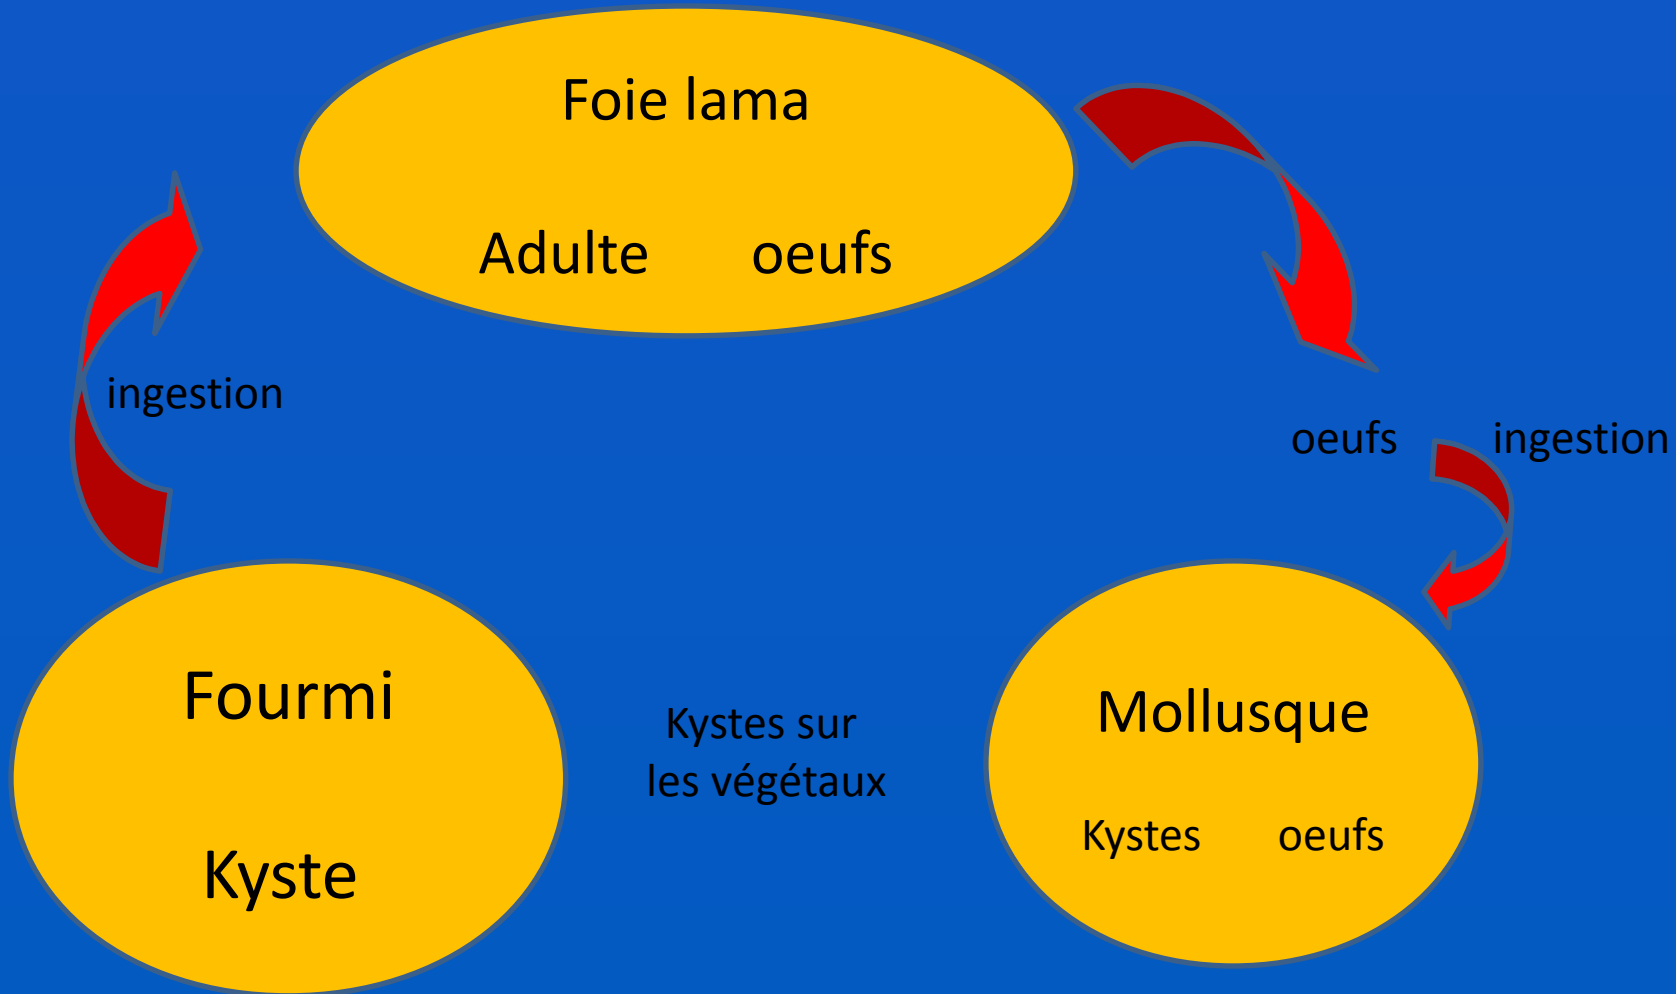 Foie lama
Adulte oeufs
ingestion
oeufs ingestion
Fourmi
Kyste
Kystes sur
les végétaux
Mollusque
Kystes oeufs